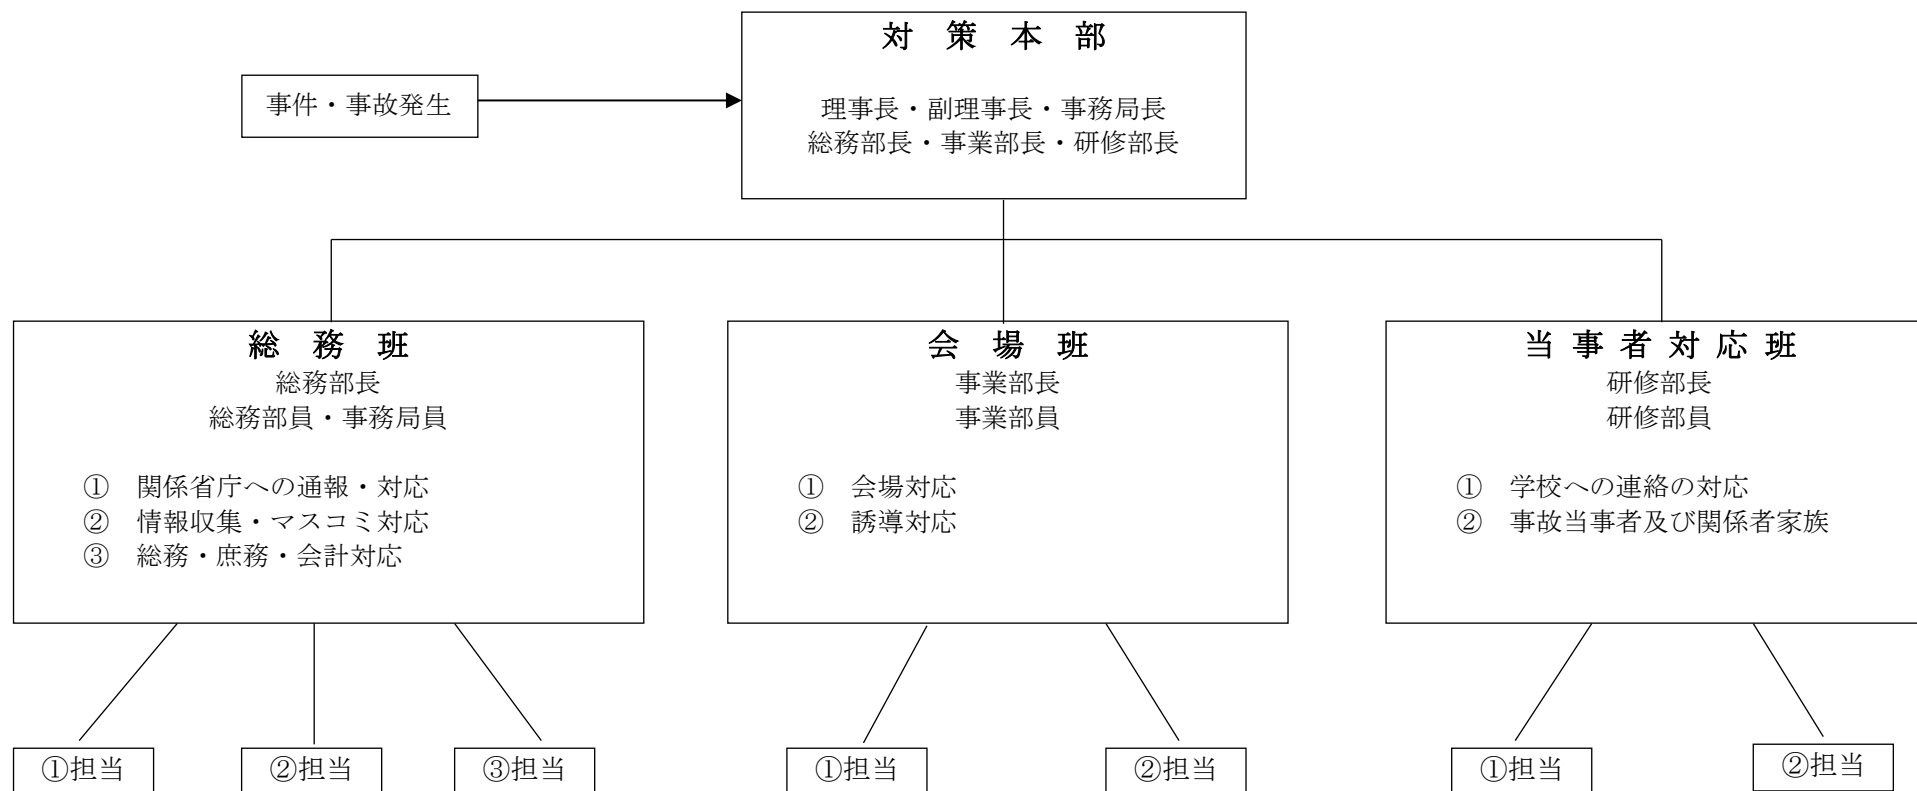 対　策　本　部
事件・事故発生
理事長・副理事長・事務局長
総務部長・事業部長・研修部長
総　務　班
総務部長
総務部員・事務局員
①　関係省庁への通報・対応
②　情報収集・マスコミ対応
③　総務・庶務・会計対応
会　場　班
事業部長
事業部員
①　会場対応
②　誘導対応
当事者対応班
研修部長
研修部員
①　学校への連絡の対応
②　事故当事者及び関係者家族
①担当
②担当
③担当
①担当
②担当
①担当
②担当